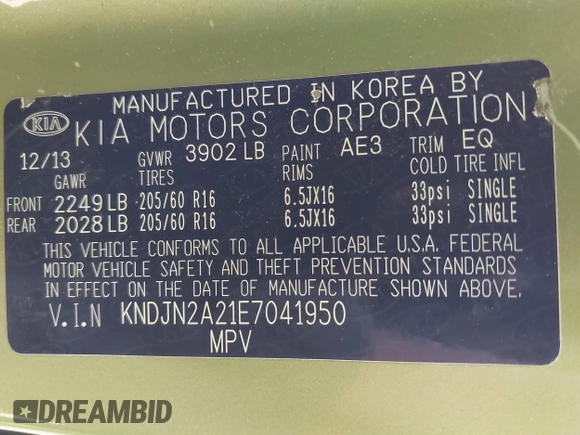 MANUFACTURED IN KOREA BY
KIA KIA MOTORS CORPORATION
12/13 GVWR 3902 LB PAINT AE3 TRIM EQ
GAWR TIRES RIMS COLD TIRE INFL
FRONT 2249 LB 205/60 R16 6.5JX16 33psi SINGLE
REAR 2028 LB 205/60 R16 6.5JX16 33psi SINGLE
THIS VEHICLE CONFORMS TO ALL APPLICABLE U.S.A. FEDERAL
MOTOR VEHICLE SAFETY AND THEFT PREVENTION STANDARDS
IN EFFECT ON THE DATE OF MANUFACTURE SHOWN ABOVE.
V.I.N KNDJN2A21E7041950
MPV
DREAMBID